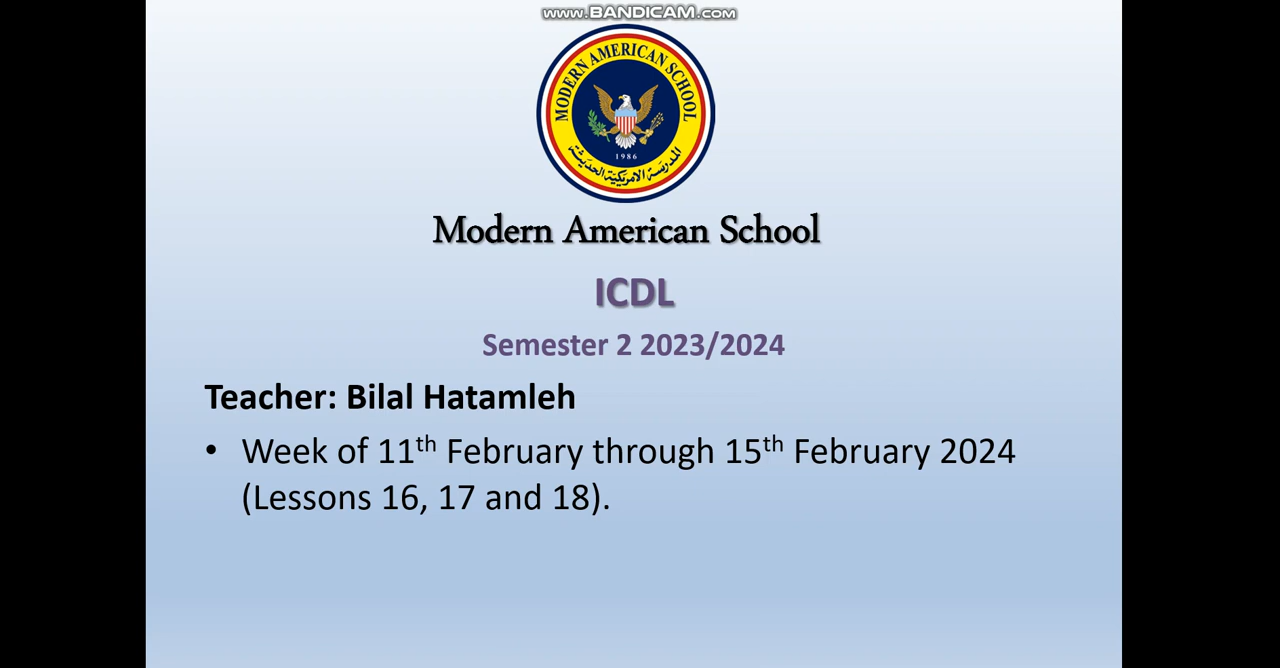 www.BANDICAM.com
MODERN AMERICAN SCHOOL
1986
المدرسة الامريكية الحديثة
Modern American School
ICDL
Semester 2 2023/2024
Teacher: Bilal Hatamleh
• Week of 11th February through 15th February 2024
(Lessons 16, 17 and 18).